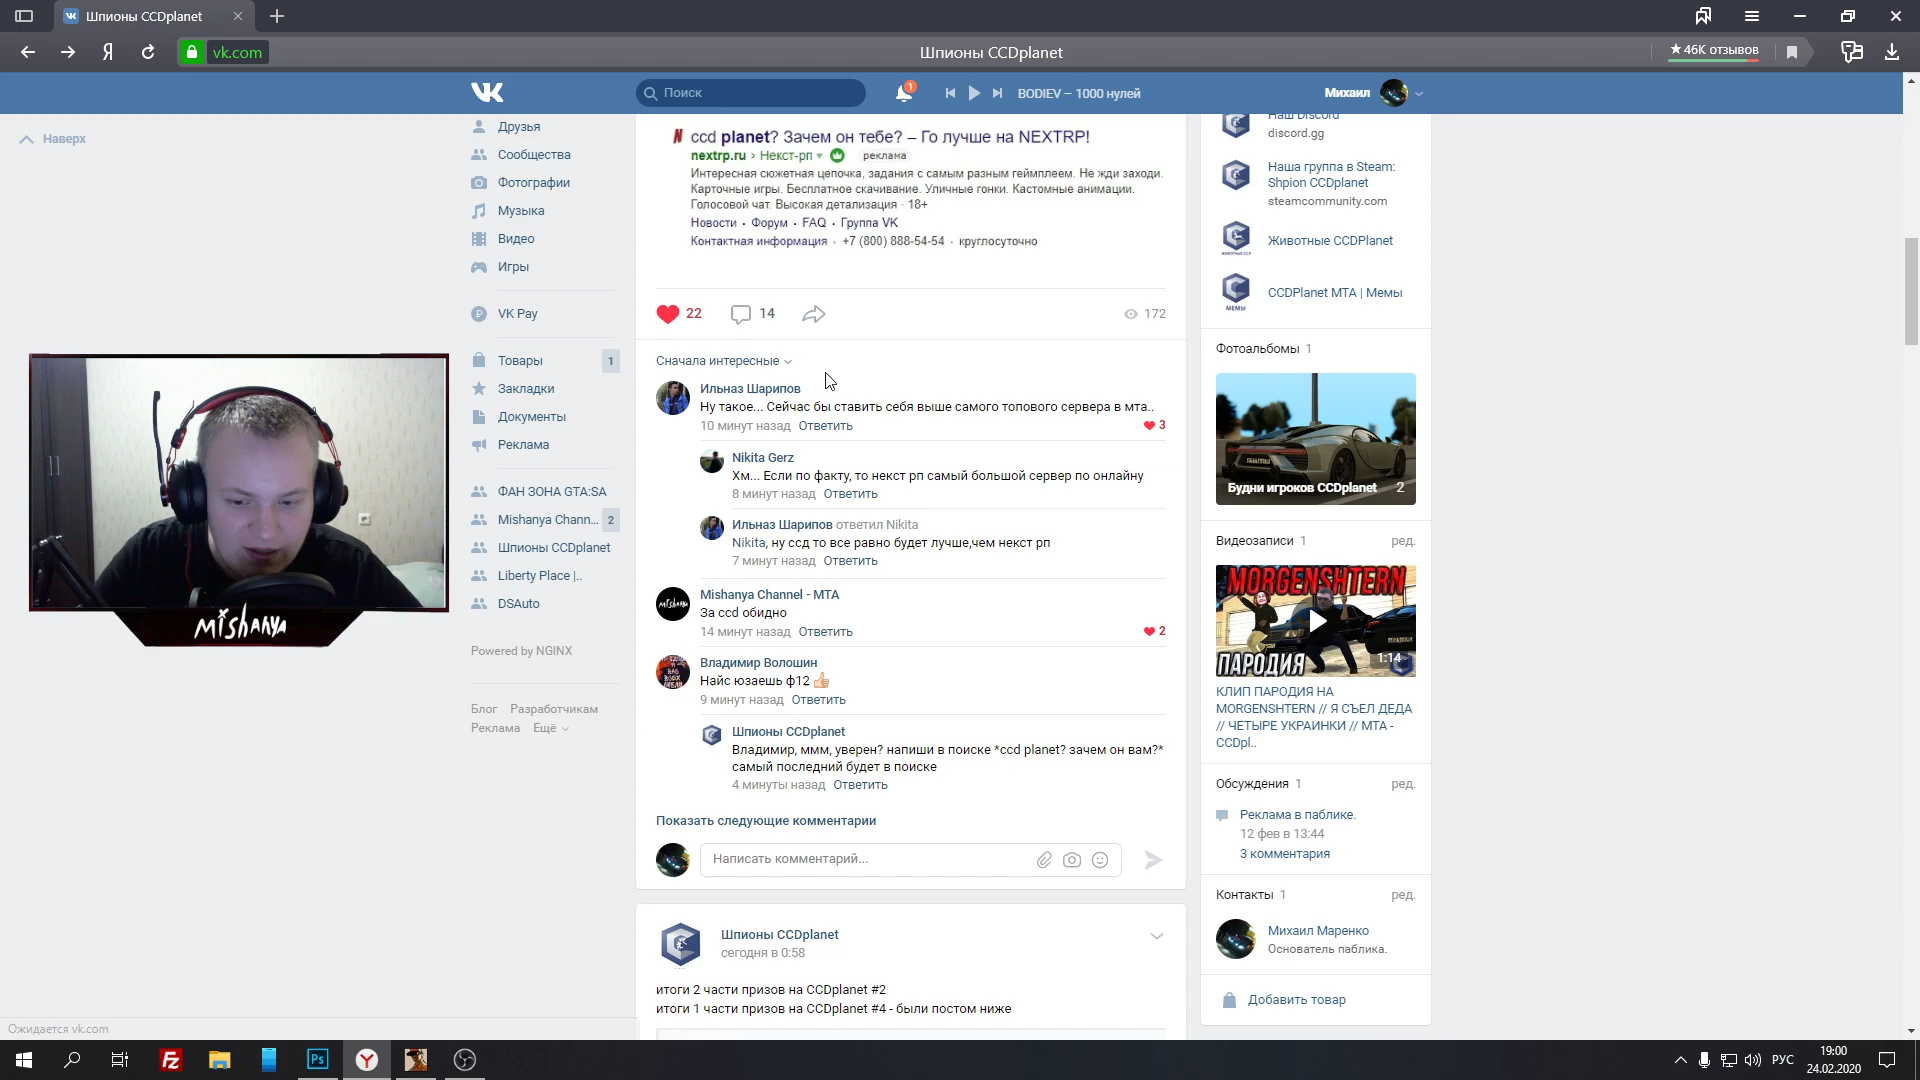 Шпионы CCDplanet
vk.com
Шпионы CCDplanet
★46K отзывов
Поиск
1
BODIEV – 1000 нулей
Михаил
Наверх
Друзья
Сообщества
Фотографии
Музыка
Видео
Игры
VK Pay
Товары 1
Закладки
Документы
Реклама
ФАН ЗОНА GTA:SA
Mishanya Chann... 2
Шпионы CCDplanet
Liberty Place |..
DSAuto
Powered by NGINX
Блог Разработчикам
Реклама Ещё
Mishanya
ccd planet? Зачем он тебе? – Го лучше на NEXTRP!
nextrp.ru › Некст-рп реклама
Интересная сюжетная цепочка, задания с самым разным геймплеем. Не жди заходи.
Карточные игры. Бесплатное скачивание. Уличные гонки. Кастомные анимации.
Голосовой чат. Высокая детализация · 18+
Новости · Форум · FAQ · Группа VK
Контактная информация · +7 (800) 888-54-54 · круглосуточно
22 14 172
Сначала интересные
Ильназ Шарипов
Ну такое... Сейчас бы ставить себя выше самого топового сервера в мта..
10 минут назад Ответить 3
Nikita Gerz
Хм... Если по факту, то некст рп самый большой сервер по онлайну
8 минут назад Ответить
Ильназ Шарипов ответил Nikita
Nikita, ну ссд то все равно будет лучше,чем некст рп
7 минут назад Ответить
Mishanya
Mishanya Channel - MTA
За ccd обидно
14 минут назад Ответить 2
Владимир Волошин
Найс юзаешь ф12
9 минут назад Ответить
Шпионы CCDplanet
Владимир, ммм, уверен? напиши в поиске *ccd planet? зачем он вам?*
самый последний будет в поиске
4 минуты назад Ответить
Показать следующие комментарии
Написать комментарий...
Шпионы CCDplanet
сегодня в 0:58
итоги 2 части призов на CCDplanet #2
итоги 1 части призов на CCDplanet #4 - были постом ниже
Наш Discord
discord.gg
Наша группа в Steam:
Shpion CCDplanet
steamcommunity.com
Животные CCDPlanet
МЕМЫ
CCDPlanet MTA | Мемы
Фотоальбомы 1
Будни игроков CCDplanet 2
Видеозаписи 1 ред.
MORGENSHTERN
ПАРОДИЯ
1:14
КЛИП ПАРОДИЯ НА
MORGENSHTERN // Я СЪЕЛ ДЕДА
// ЧЕТЫРЕ УКРАИНКИ // MTA -
CCDpl..
Обсуждения 1 ред.
Реклама в паблике.
12 фев в 13:44
3 комментария
Контакты 1 ред.
Михаил Маренко
Основатель паблика.
Добавить товар
Ожидается vk.com
Ps
РУС
19:00
24.02.2020